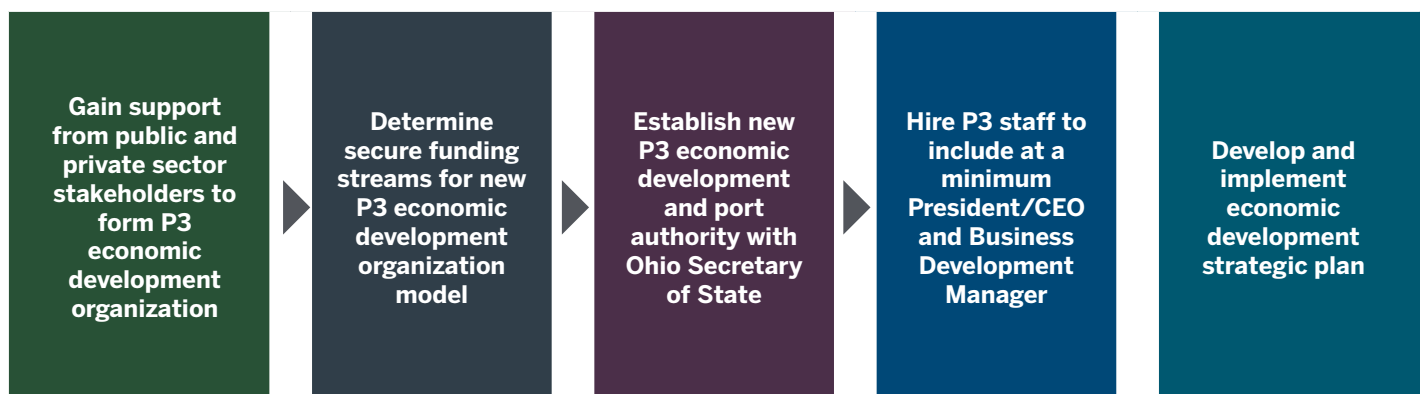 Gain support
from public and
private sector
stakeholders to
form P3
economic
development
organization
Determine
secure funding
streams for new
P3 economic
development
organization
model
Establish new
P3 economic
development
and port
authority with
Ohio Secretary
of State
Hire P3 staff to
include at a
minimum
President/CEO
and Business
Development
Manager
Develop and
implement
economic
development
strategic plan